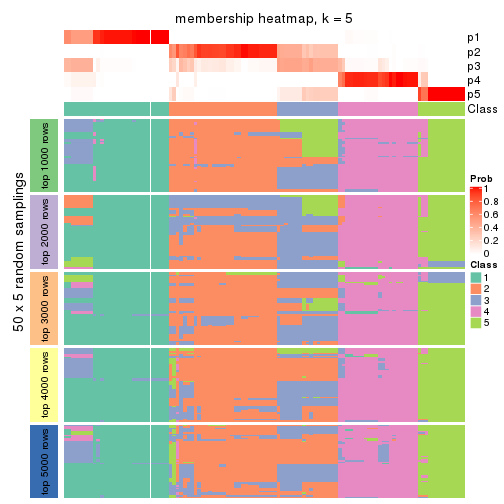 membership heatmap, k = 5
p1
p2
p3
p4
p5
Class
50 x 5 random samplings
top 1000 rows
top 2000 rows
top 3000 rows
top 4000 rows
top 5000 rows
Prob
1
0.8
0.6
0.4
0.2
0
Class
1
2
3
4
5